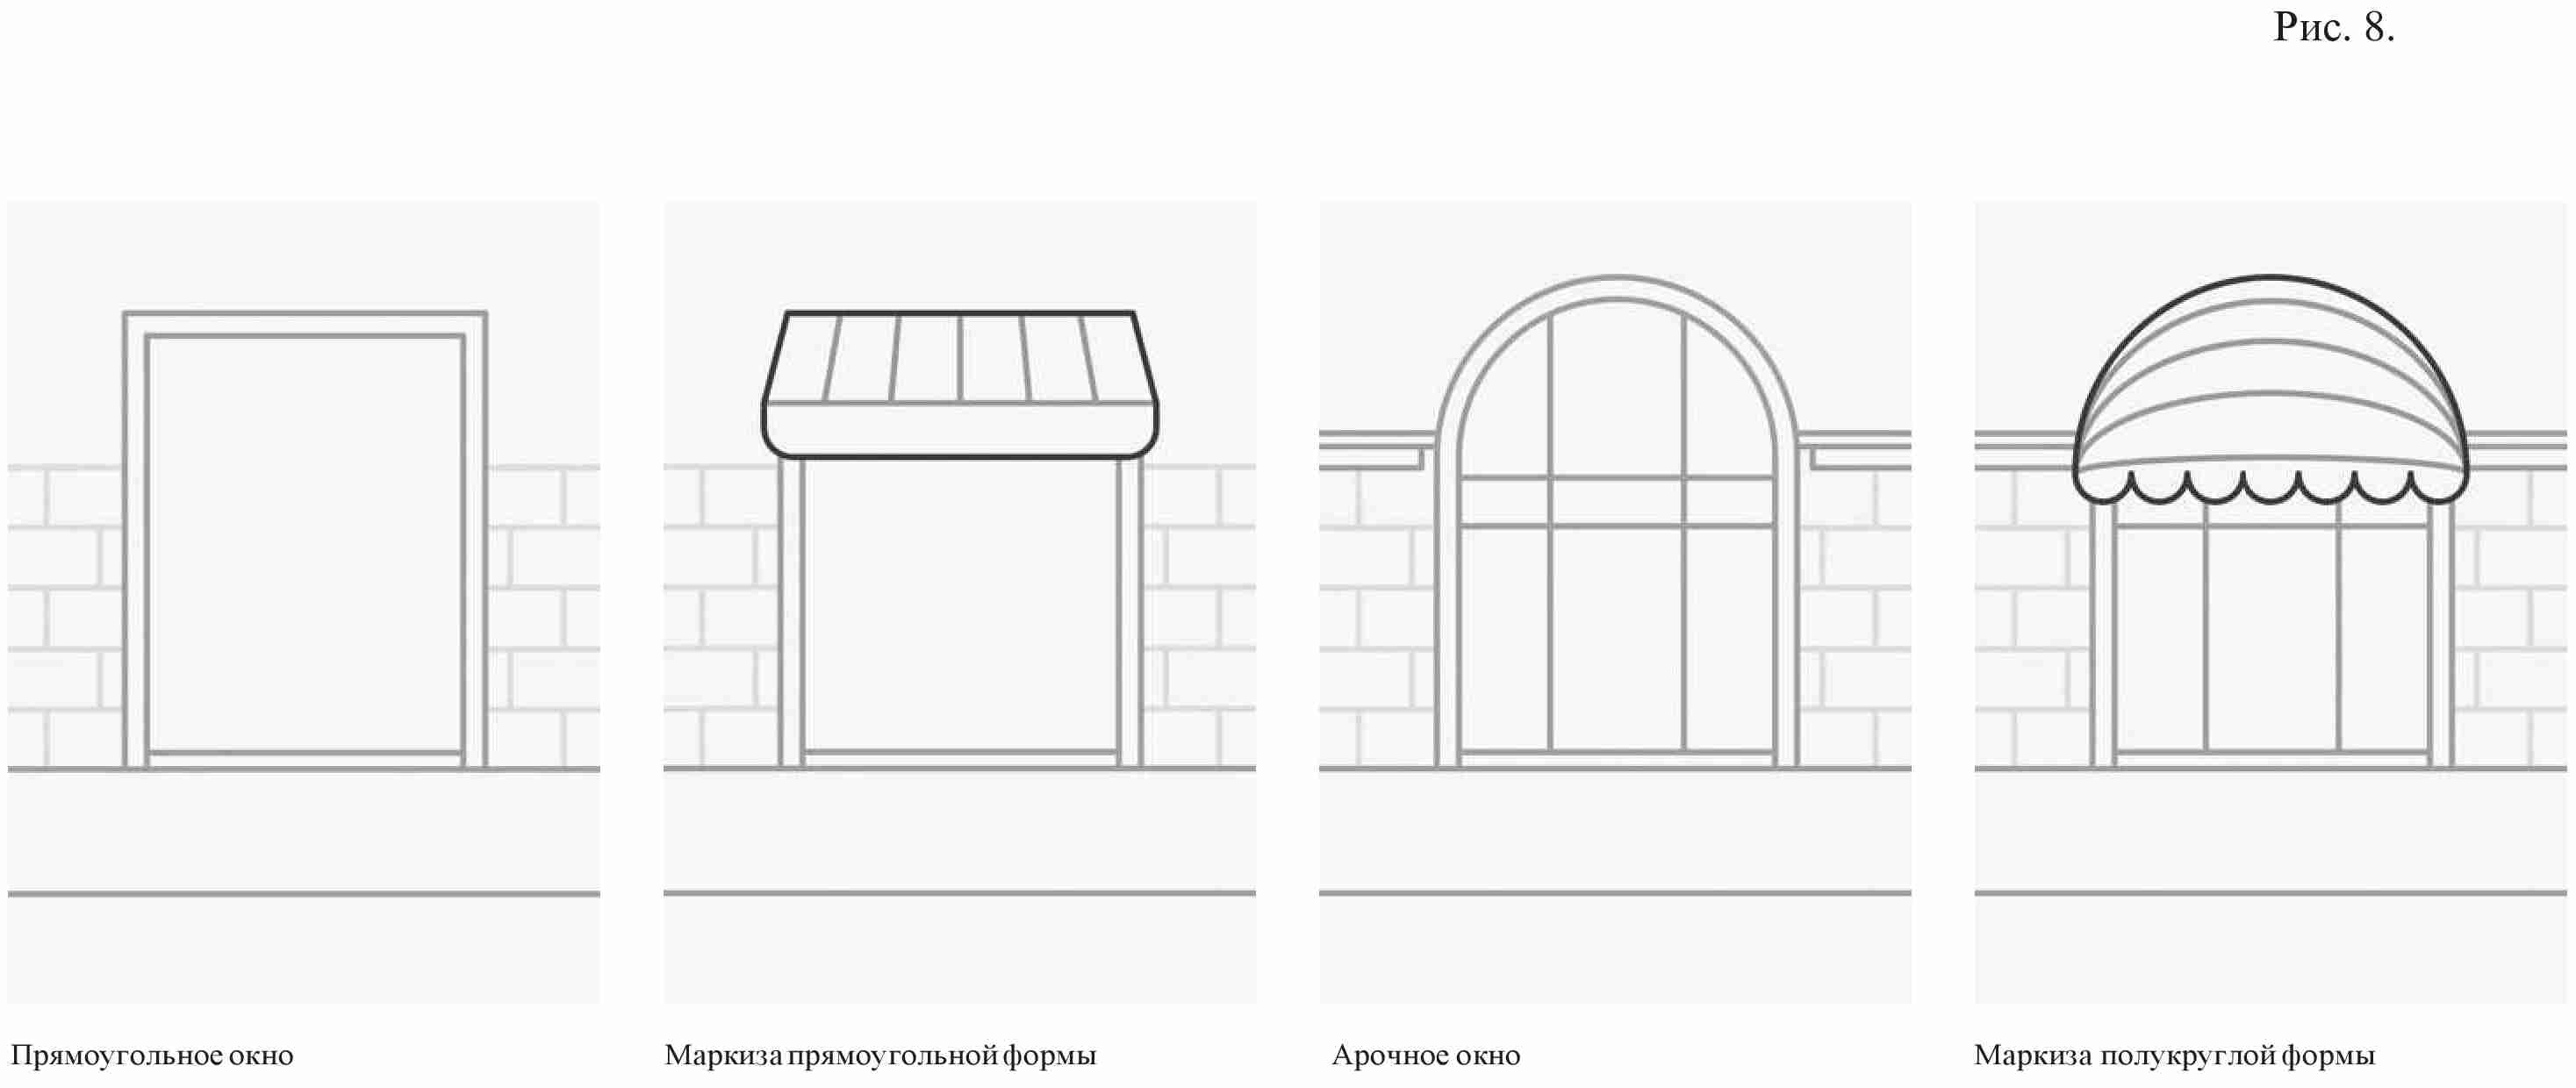 Рис. 8.
Прямоугольное окно
Маркиза прямоугольной формы
Арочное окно
Маркиза полукруглой формы